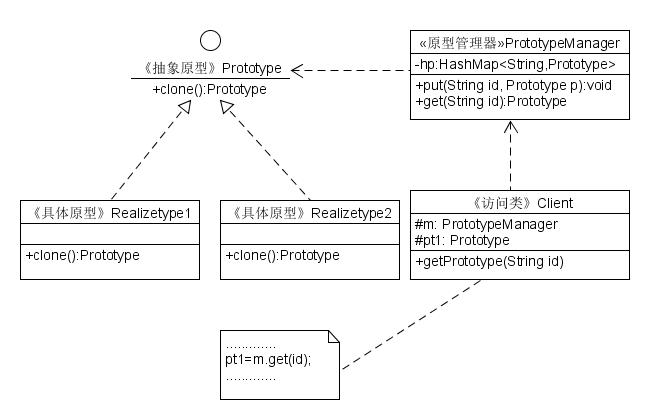 《抽象原型》Prototype
+clone():Prototype
«原型管理器»PrototypeManager
-hp:HashMap<String,Prototype>
+put(String id, Prototype p):void
+get(String id):Prototype
《具体原型》Realizetype1
+clone():Prototype
《具体原型》Realizetype2
+clone():Prototype
《访问类》Client
#m: PrototypeManager
#pt1: Prototype
+getPrototype(String id)
.............
pt1=m.get(id);
.............